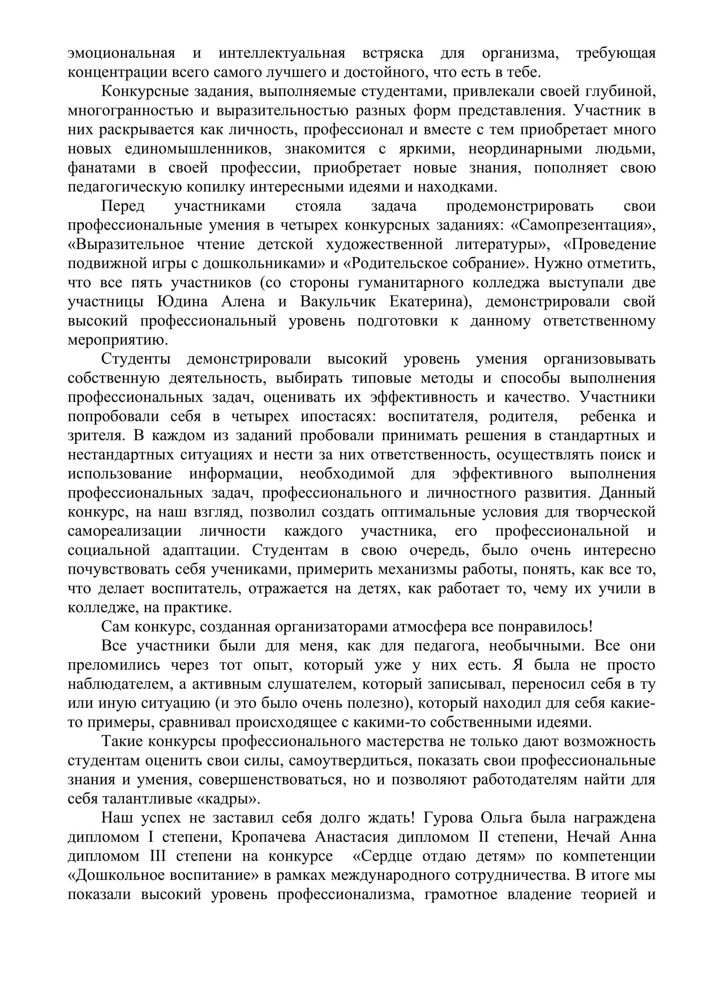 эмоциональная и интеллектуальная встряска для организма, требующая
концентрации всего самого лучшего и достойного, что есть в тебе.
Конкурсные задания, выполняемые студентами, привлекали своей глубиной,
многогранностью и выразительностью разных форм представления. Участник в
них раскрывается как личность, профессионал и вместе с тем приобретает много
новых единомышленников, знакомится с яркими, неординарными людьми,
фанатами в своей профессии, приобретает новые знания, пополняет свою
педагогическую копилку интересными идеями и находками.
Перед участниками стояла задача продемонстрировать свои
профессиональные умения в четырех конкурсных заданиях: «Самопрезентация»,
«Выразительное чтение детской художественной литературы», «Проведение
подвижной игры с дошкольниками» и «Родительское собрание». Нужно отметить,
что все пять участников (со стороны гуманитарного колледжа выступали две
участницы Юдина Алена и Вакульчик Екатерина), демонстрировали свой
высокий профессиональный уровень подготовки к данному ответственному
мероприятию.
Студенты демонстрировали высокий уровень умения организовывать
собственную деятельность, выбирать типовые методы и способы выполнения
профессиональных задач, оценивать их эффективность и качество. Участники
попробовали себя в четырех ипостасях: воспитателя, родителя, ребенка и
зрителя. В каждом из заданий пробовали принимать решения в стандартных и
нестандартных ситуациях и нести за них ответственность, осуществлять поиск и
использование информации, необходимой для эффективного выполнения
профессиональных задач, профессионального и личностного развития. Данный
конкурс, на наш взгляд, позволил создать оптимальные условия для творческой
самореализации личности каждого участника, его профессиональной и
социальной адаптации. Студентам в свою очередь, было очень интересно
почувствовать себя учениками, примерить механизмы работы, понять, как все то,
что делает воспитатель, отражается на детях, как работает то, чему их учили в
колледже, на практике.
Сам конкурс, созданная организаторами атмосфера все понравилось!
Все участники были для меня, как для педагога, необычными. Все они
преломились через тот опыт, который уже у них есть. Я была не просто
наблюдателем, а активным слушателем, который записывал, переносил себя в ту
или иную ситуацию (и это было очень полезно), который находил для себя какие-
то примеры, сравнивал происходящее с какими-то собственными идеями.
Такие конкурсы профессионального мастерства не только дают возможность
студентам оценить свои силы, самоутвердиться, показать свои профессиональные
знания и умения, совершенствоваться, но и позволяют работодателям найти для
себя талантливые «кадры».
Наш успех не заставил себя долго ждать! Гурова Ольга была награждена
дипломом I степени, Кропачева Анастасия дипломом II степени, Нечай Анна
дипломом III степени на конкурсе «Сердце отдаю детям» по компетенции
«Дошкольное воспитание» в рамках международного сотрудничества. В итоге мы
показали высокий уровень профессионализма, грамотное владение теорией и